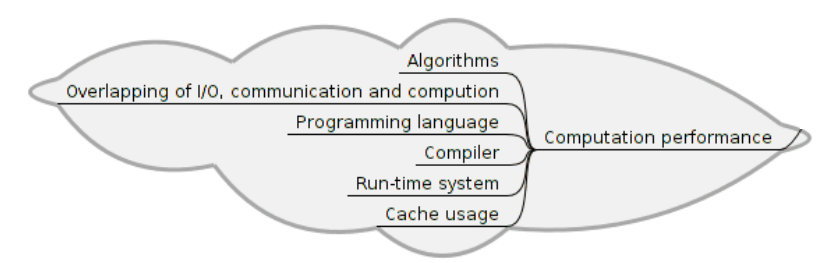 Algorithms
Overlapping of I/O, communication and compution
Programming language
Computation performance
Compiler
Run-time system
Cache usage